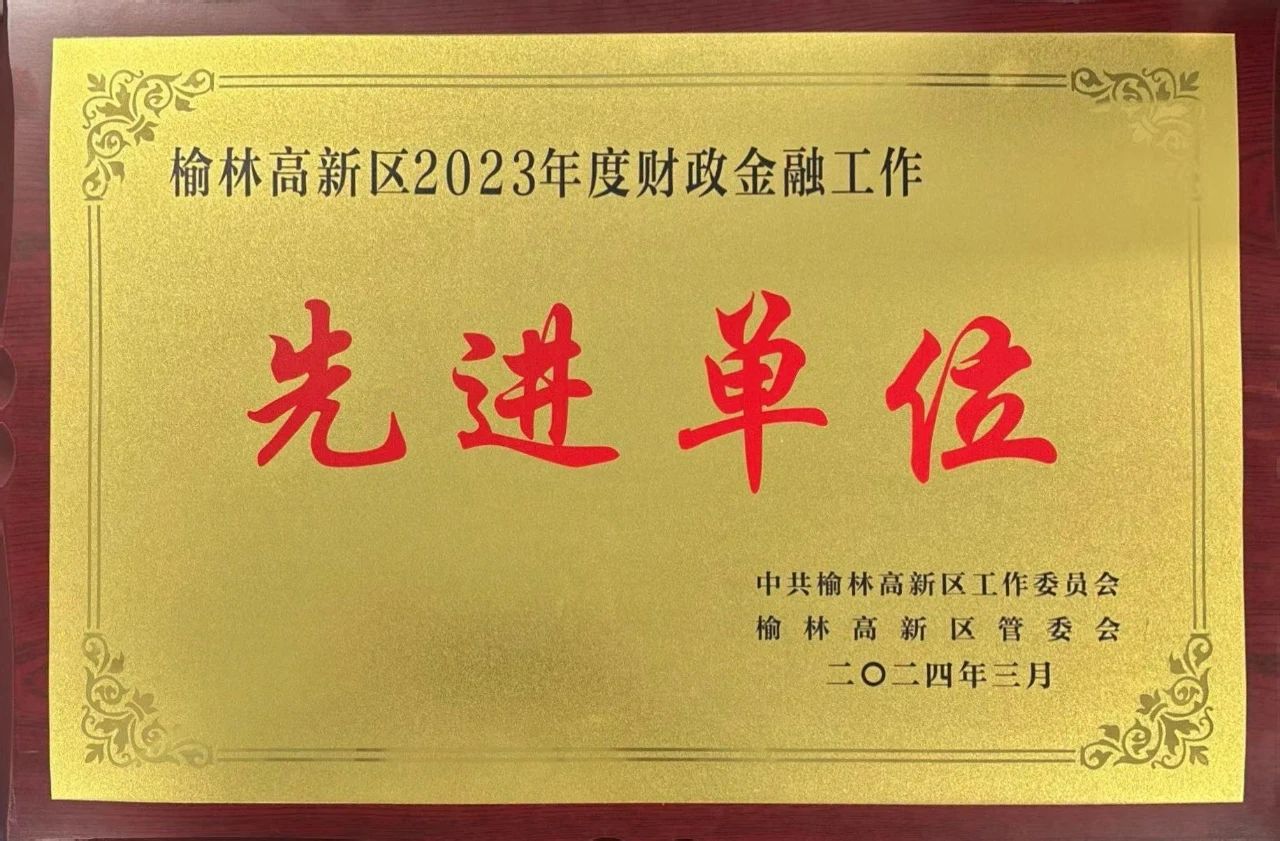 榆林高新区2023年度财政金融工作
先进单位
中共榆林高新区工作委员会
榆林高新区管委会
二〇二四年三月